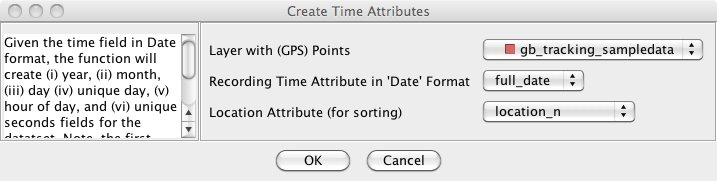 Create Time Attributes
Given the time field in Date
format, the function will
create (i) year, (ii) month,
(iii) day (iv) unique day, (v)
hour of day, and (vi) unique
seconds fields for the
datatset. Note, the first
Layer with (GPS) Points
gb_tracking_sampledata
Recording Time Attribute in 'Date' Format
full_date
Location Attribute (for sorting)
location_n
OK
Cancel